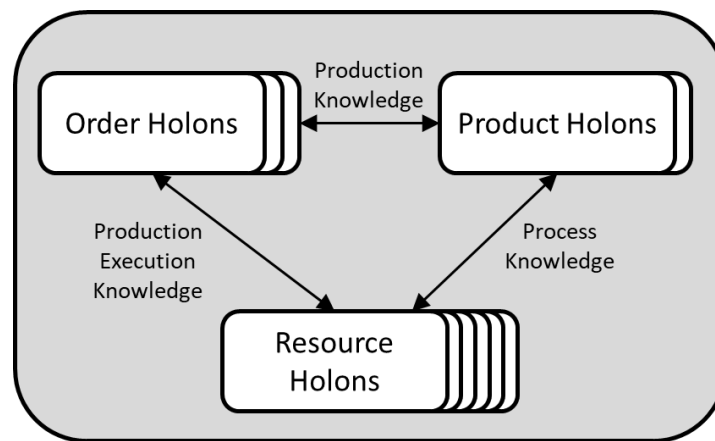 Production
Knowledge
Order Holons
Product Holons
Production
Execution
Knowledge
Process
Knowledge
Resource
Holons